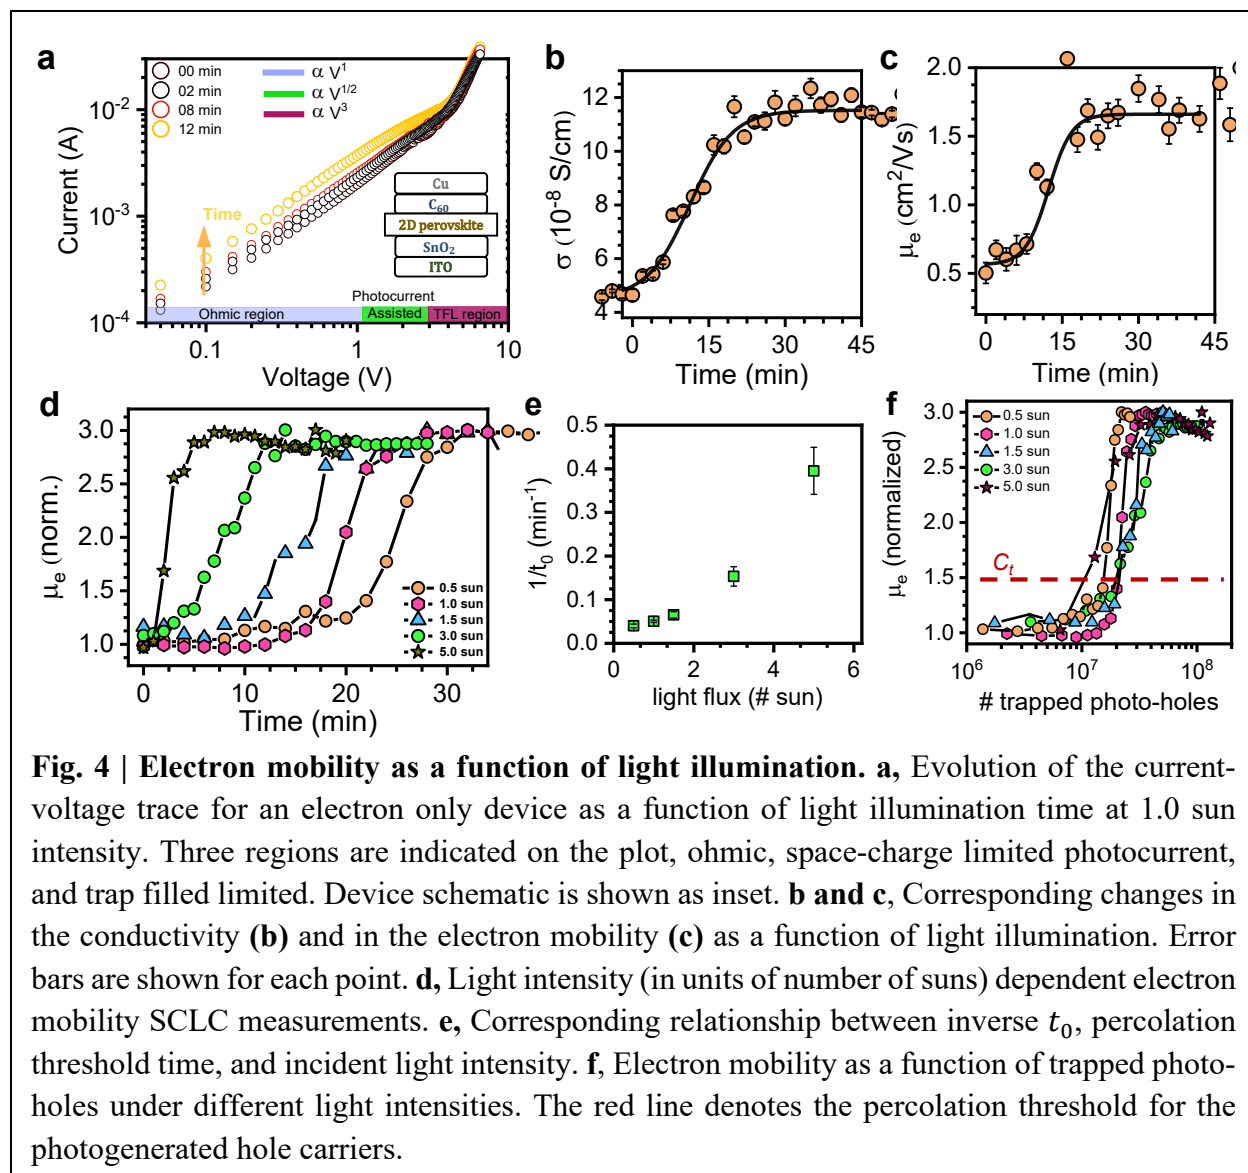 a
00 min
02 min
08 min
12 min
α V¹
α V¹ᐟ²
α V³
Time
Cu
C₆₀
2D perovskite
SnO₂
ITO
Photocurrent
Ohmic region
Assisted
TFL region
10⁻²
10⁻³
10⁻⁴
Current (A)
0.1 1 10
Voltage (V)
b
12
10
8
6
4
σ (10⁻⁸ S/cm)
0 15 30 45
Time (min)
c
2.0
1.5
1.0
0.5
μₑ (cm²/Vs)
0 15 30 45
Time (min)
d
3.0
2.5
2.0
1.5
1.0
μₑ (norm.)
0.5 sun
1.0 sun
1.5 sun
3.0 sun
5.0 sun
0 10 20 30
Time (min)
e
0.5
0.4
0.3
0.2
0.1
0.0
1/t₀ (min⁻¹)
0 2 4 6
light flux (# sun)
f
3.0
2.5
2.0
1.5
1.0
μₑ (normalized)
0.5 sun
1.0 sun
1.5 sun
3.0 sun
5.0 sun
Cₜ
10⁶ 10⁷ 10⁸
# trapped photo-holes
Fig. 4 | Electron mobility as a function of light illumination. a, Evolution of the current-
voltage trace for an electron only device as a function of light illumination time at 1.0 sun
intensity. Three regions are indicated on the plot, ohmic, space-charge limited photocurrent,
and trap filled limited. Device schematic is shown as inset. b and c, Corresponding changes in
the conductivity (b) and in the electron mobility (c) as a function of light illumination. Error
bars are shown for each point. d, Light intensity (in units of number of suns) dependent electron
mobility SCLC measurements. e, Corresponding relationship between inverse t₀, percolation
threshold time, and incident light intensity. f, Electron mobility as a function of trapped photo-
holes under different light intensities. The red line denotes the percolation threshold for the
photogenerated hole carriers.